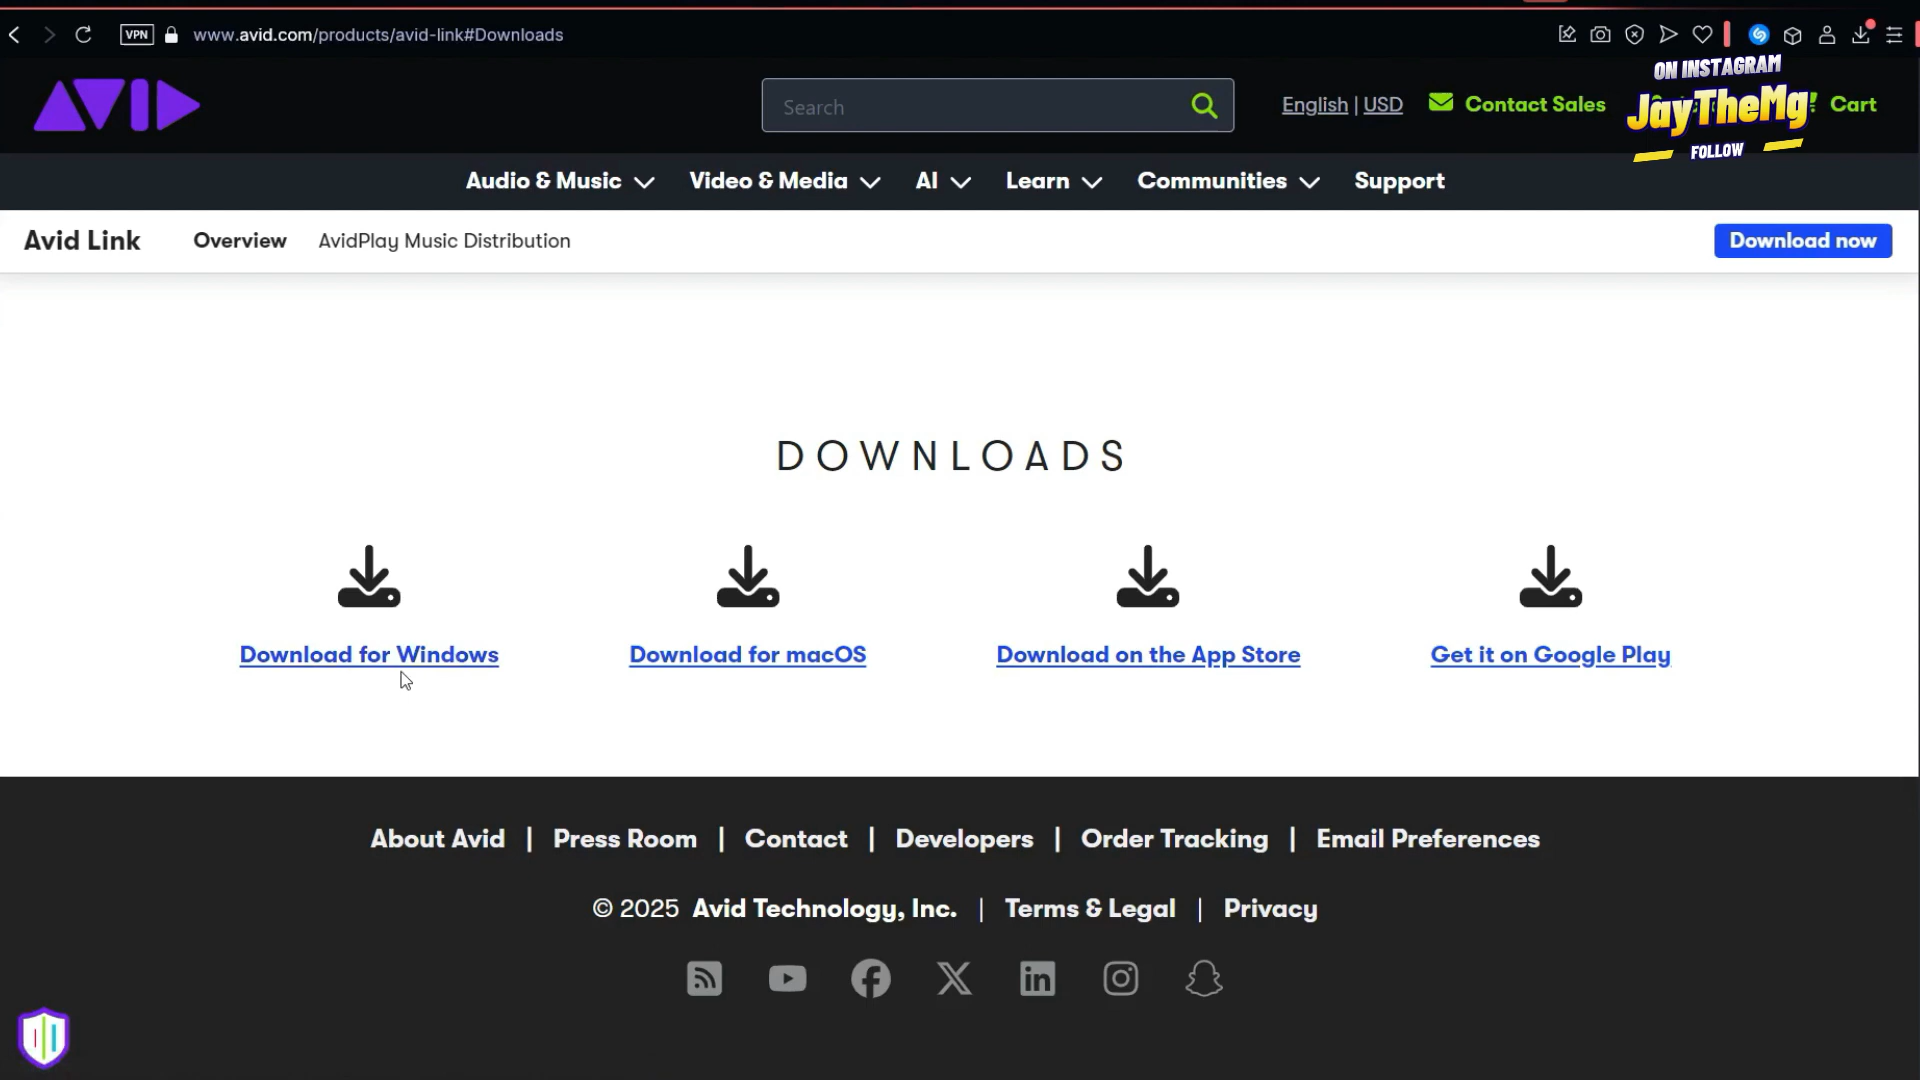 VPN www.avid.com/products/avid-link#Downloads
ON INSTAGRAM
JayTheMg
FOLLOW
AVID
Search
English | USD
Contact Sales
Cart
Audio & Music
Video & Media
AI
Learn
Communities
Support
Avid Link
Overview
AvidPlay Music Distribution
Download now
DOWNLOADS
Download for Windows
Download for macOS
Download on the App Store
Get it on Google Play
About Avid | Press Room | Contact | Developers | Order Tracking | Email Preferences
© 2025 Avid Technology, Inc. | Terms & Legal | Privacy